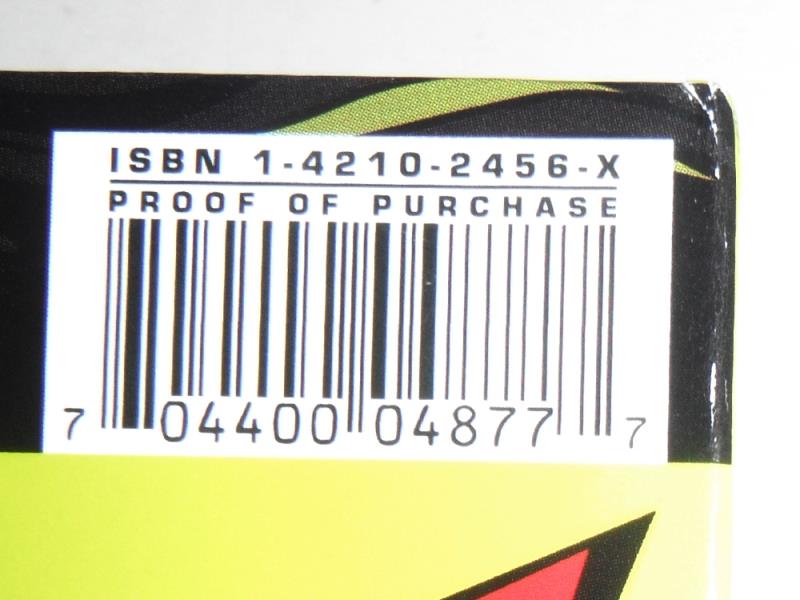 ISBN 1-4210-2456-X
PROOF OF PURCHASE
7 04400 04877 7